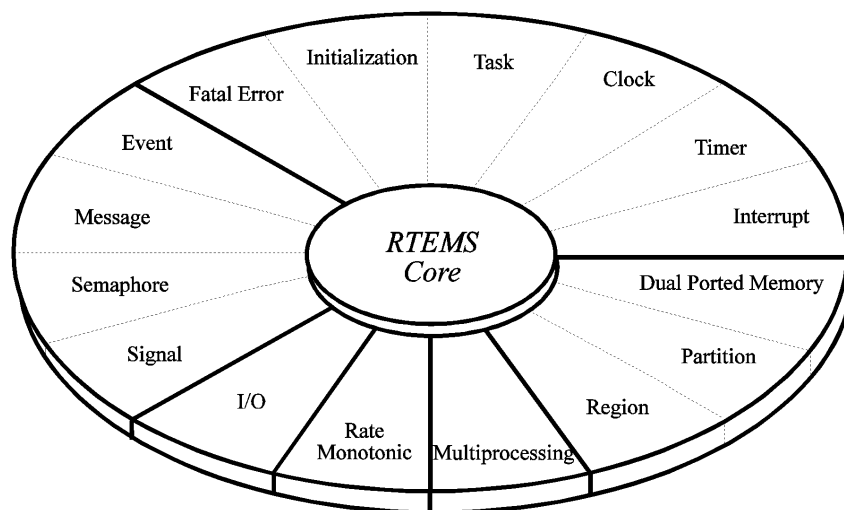 Initialization
Task
Clock
Fatal Error
Event
Timer
Message
Interrupt
RTEMS
Core
Semaphore
Dual Ported Memory
Signal
Partition
I/O
Region
Rate
Monotonic
Multiprocessing